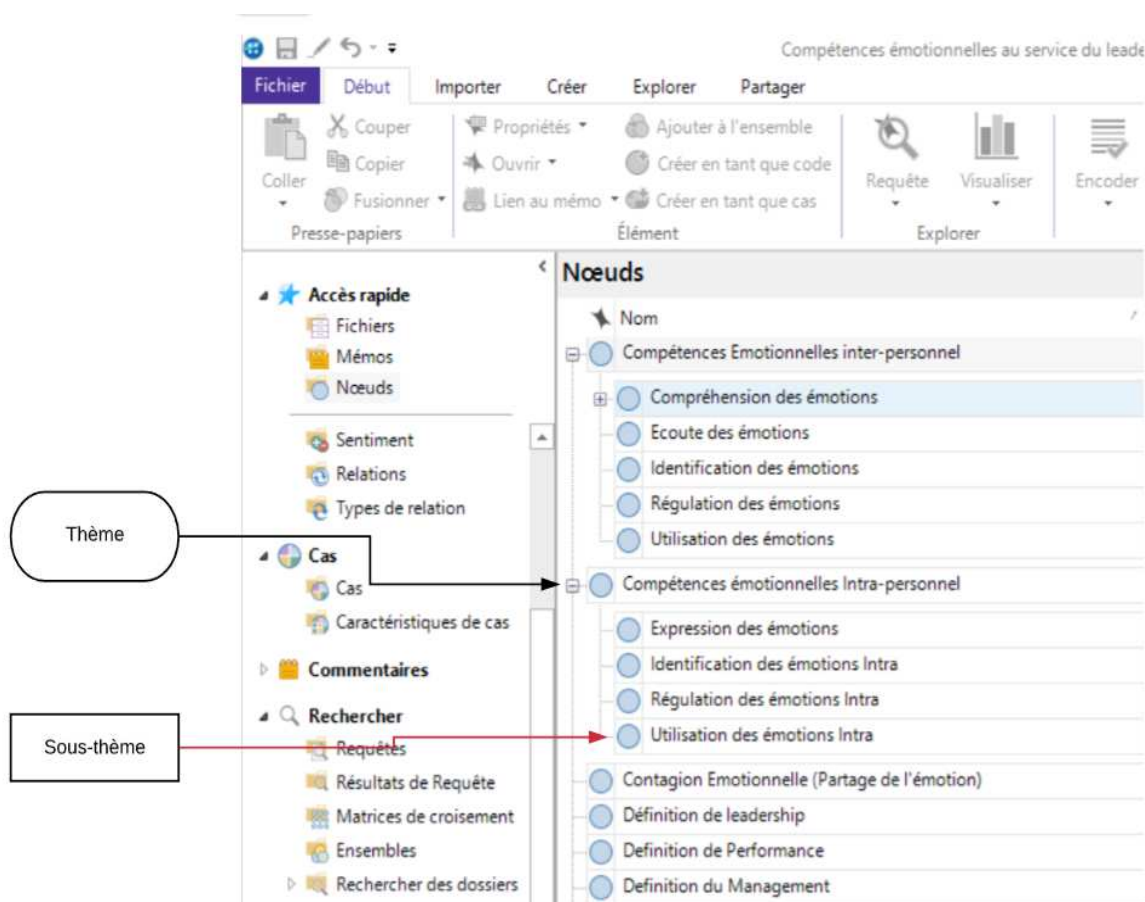 Compétences émotionnelles au service du leade
Fichier Début Importer Créer Explorer Partager
Couper
Copier
Fusionner
Coller
Presse-papiers
Propriétés
Ouvrir
Lien au mémo
Ajouter à l'ensemble
Créer en tant que code
Créer en tant que cas
Élément
Requête
Visualiser
Explorer
Encoder
Accès rapide
Fichiers
Mémos
Nœuds
Sentiment
Relations
Types de relation
Cas
Cas
Caractéristiques de cas
Commentaires
Rechercher
Requêtes
Résultats de Requête
Matrices de croisement
Ensembles
Rechercher des dossiers
Thème
Sous-thème
Nœuds
Nom
Compétences Emotionnelles inter-personnel
Compréhension des émotions
Ecoute des émotions
Identification des émotions
Régulation des émotions
Utilisation des émotions
Compétences émotionnelles Intra-personnel
Expression des émotions
Identification des émotions Intra
Régulation des émotions Intra
Utilisation des émotions Intra
Contagion Emotionnelle (Partage de l'émotion)
Définition de leadership
Definition de Performance
Definition du Management